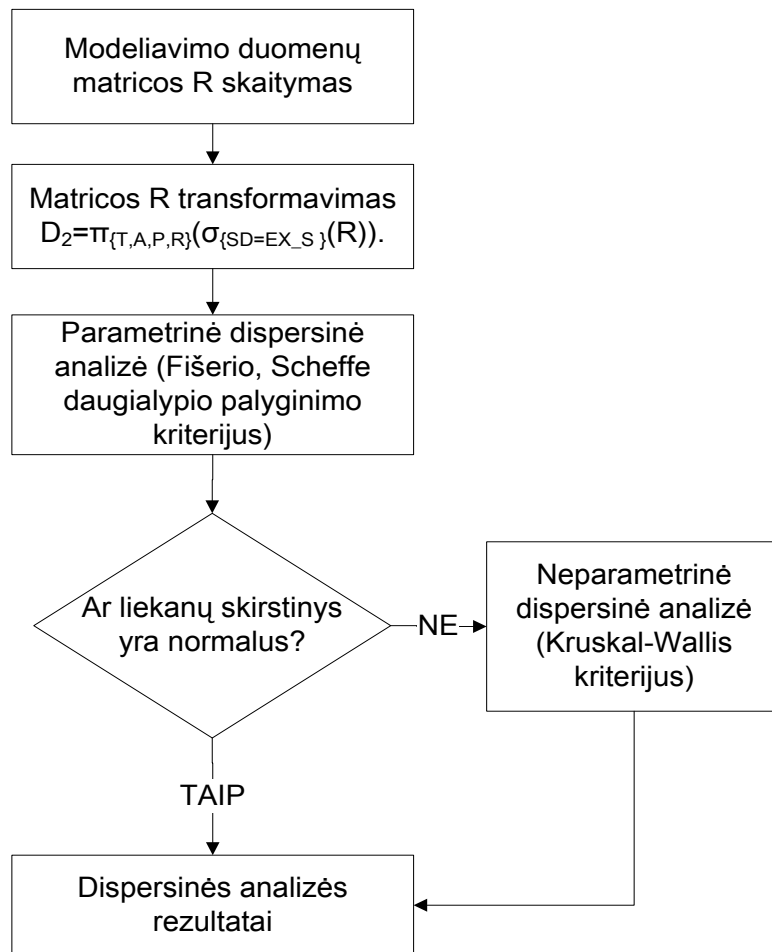 Modeliavimo duomenų
matricos R skaitymas
Matricos R transformavimas
D₂=π{T,A,P,R}(σ{SD=EX_S }(R)).
Parametrinė dispersinė
analizė (Fišerio, Scheffe
daugialypio palyginimo
kriterijus)
Ar liekanų skirstinys
yra normalus?
NE
Neparametrinė
dispersinė analizė
(Kruskal-Wallis
kriterijus)
TAIP
Dispersinės analizės
rezultatai